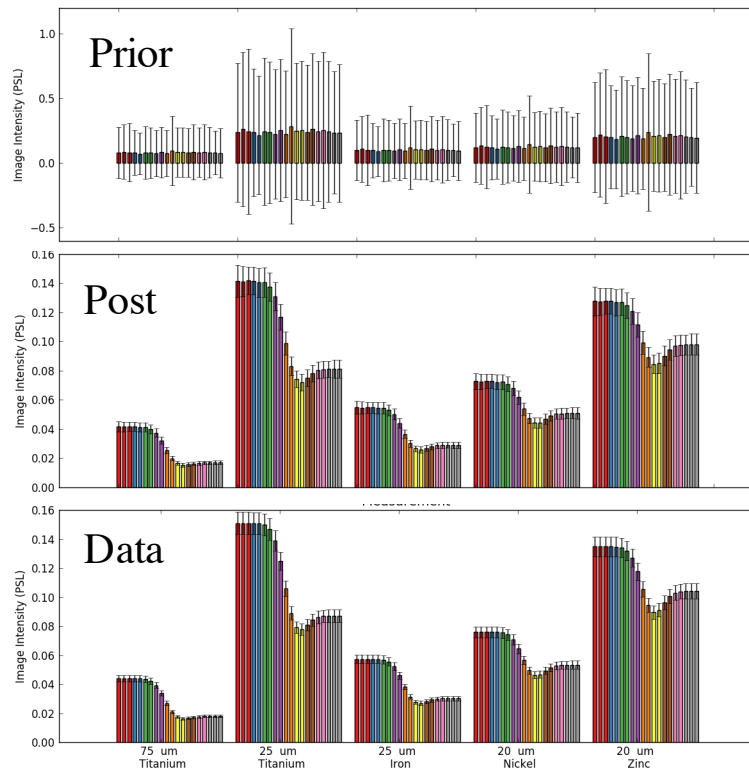 Prior
Image Intensity (PSL)
1.0
0.5
0.0
−0.5
Post
Image Intensity (PSL)
0.16
0.14
0.12
0.10
0.08
0.06
0.04
0.02
0.00
Measurement
Data
Image Intensity (PSL)
0.16
0.14
0.12
0.10
0.08
0.06
0.04
0.02
0.00
75 um
Titanium
25 um
Titanium
25 um
Iron
20 um
Nickel
20 um
Zinc